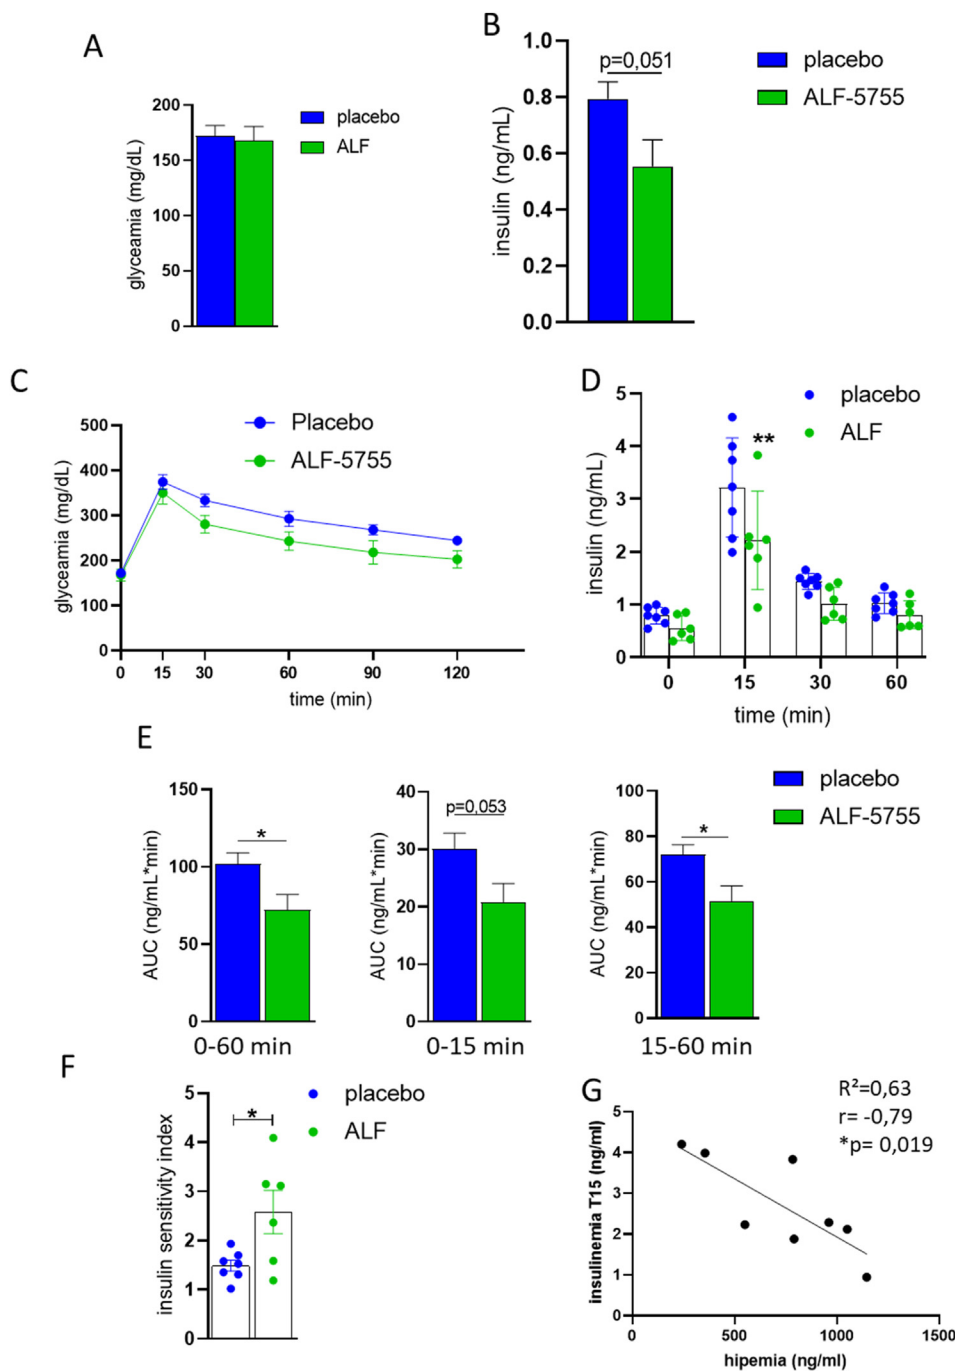 A
glyceamia (mg/dL)
200
150
100
50
0
placebo
ALF
B
insulin (ng/mL)
1.0
0.8
0.6
0.4
0.2
0.0
p=0,051
placebo
ALF-5755
C
glyceamia (mg/dL)
500
400
300
200
100
0
Placebo
ALF-5755
0 15 30 60 90 120
time (min)
D
insulin (ng/mL)
5
4
3
2
1
0
**
placebo
ALF
0 15 30 60
time (min)
E
AUC (ng/mL*min)
150
100
50
0
*
0-60 min
AUC (ng/mL*min)
40
30
20
10
0
p=0,053
0-15 min
AUC (ng/mL*min)
100
80
60
40
20
0
*
15-60 min
placebo
ALF-5755
F
insulin sensitivity index
5
4
3
2
1
0
*
placebo
ALF
G
R²=0,63
r= -0,79
*p= 0,019
insulinemia T15 (ng/ml)
5
4
3
2
1
0
0 500 1000 1500
hipemia (ng/ml)